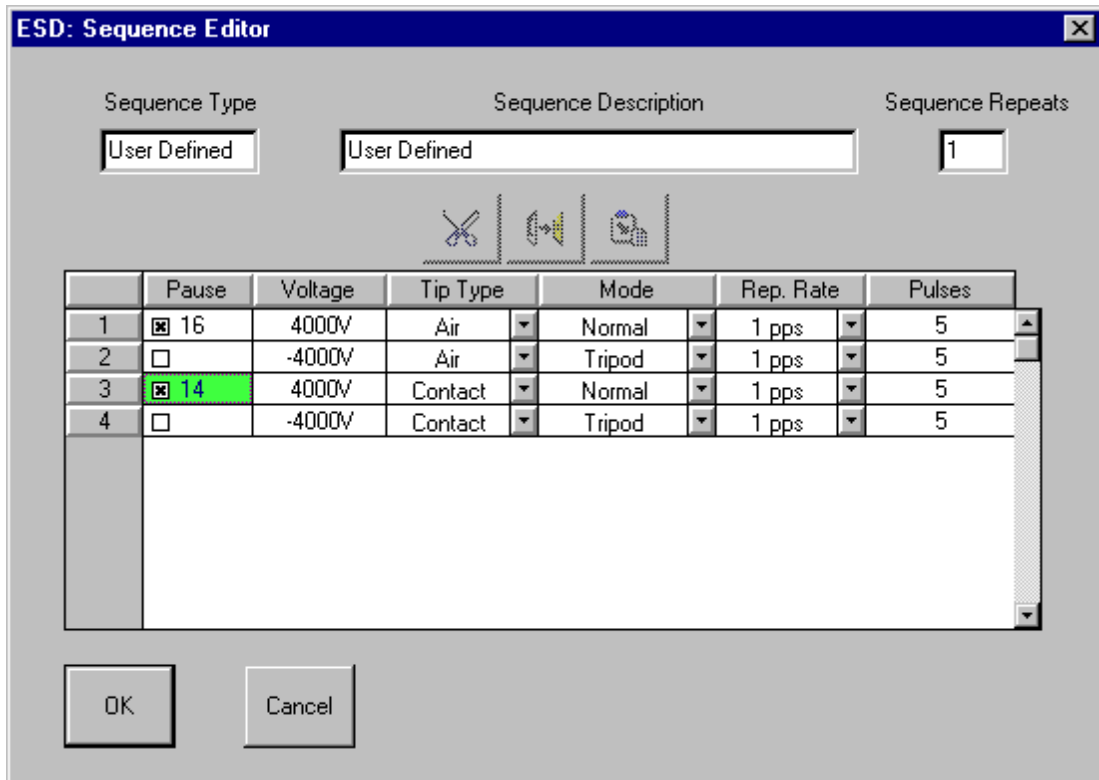 ESD: Sequence Editor
Sequence Type Sequence Description Sequence Repeats
User Defined User Defined 1
Pause Voltage Tip Type Mode Rep. Rate Pulses
1 16 4000V Air Normal 1 pps 5
2 -4000V Air Tripod 1 pps 5
3 14 4000V Contact Normal 1 pps 5
4 -4000V Contact Tripod 1 pps 5
OK Cancel